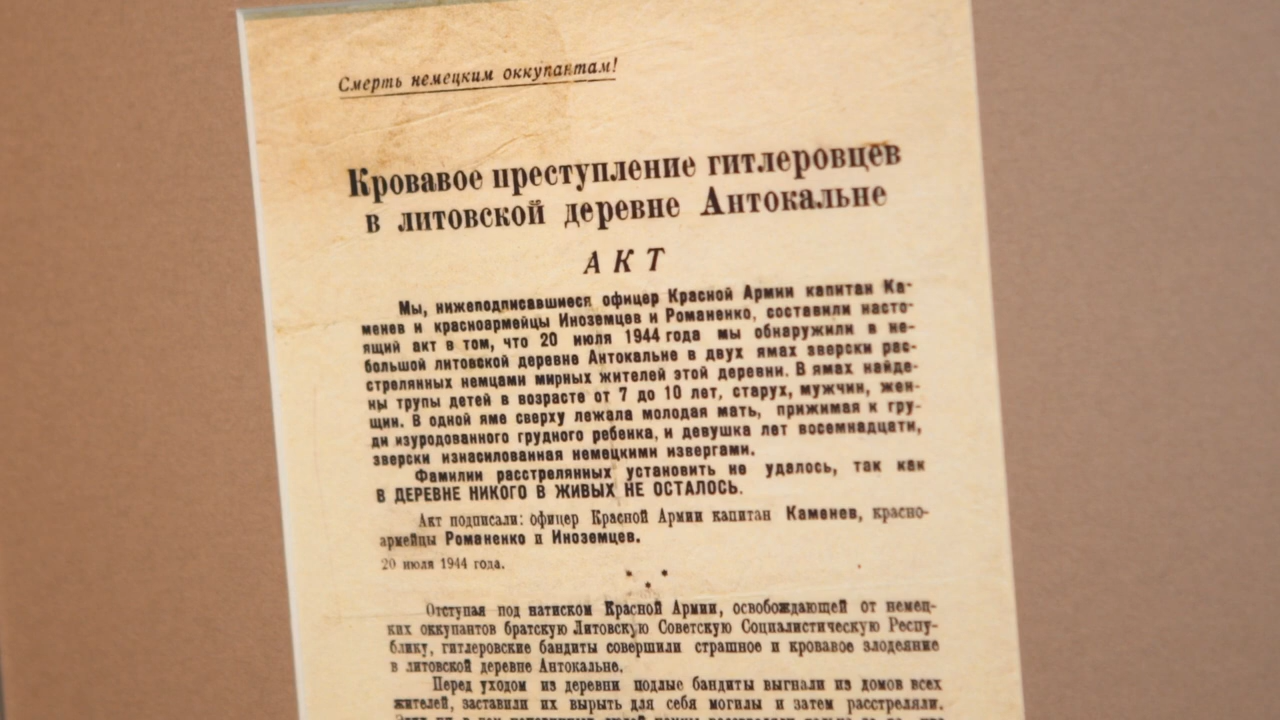 Смерть немецким оккупантам!
Кровавое преступление гитлеровцев
в литовской деревне Антокальне
АКТ
Мы, нижеподписавшиеся офицер Красной Армии капитан Ка-
менев и красноармейцы Иноземцев и Романенко, составили насто-
ящий акт в том, что 20 июля 1944 года мы обнаружили в не-
большой литовской деревне Антокальне в двух ямах зверски рас-
стрелянных немцами мирных жителей этой деревни. В ямах найде-
ны трупы детей в возрасте от 7 до 10 лет, старух, мужчин, жен-
щин. В одной яме сверху лежала молодая мать, прижимая к гру-
ди изуродованного грудного ребенка, и девушка лет восемнадцати,
зверски изнасилованная немецкими извергами.
Фамилии расстрелянных установить не удалось, так как
В ДЕРЕВНЕ НИКОГО В ЖИВЫХ НЕ ОСТАЛОСЬ.
Акт подписали: офицер Красной Армии капитан Каменев, красно-
армейцы Романенко и Иноземцев.
20 июля 1944 года.
Отступая под натиском Красной Армии, освобождающей от немец-
ких оккупантов братскую Литовскую Советскую Социалистическую Респу-
блику, гитлеровские бандиты совершили страшное и кровавое злодеяние
в литовской деревне Антокальне.
Перед уходом из деревни подлые бандиты выгнали из домов всех
жителей, заставили их вырыть для себя могилы и затем расстреляли.